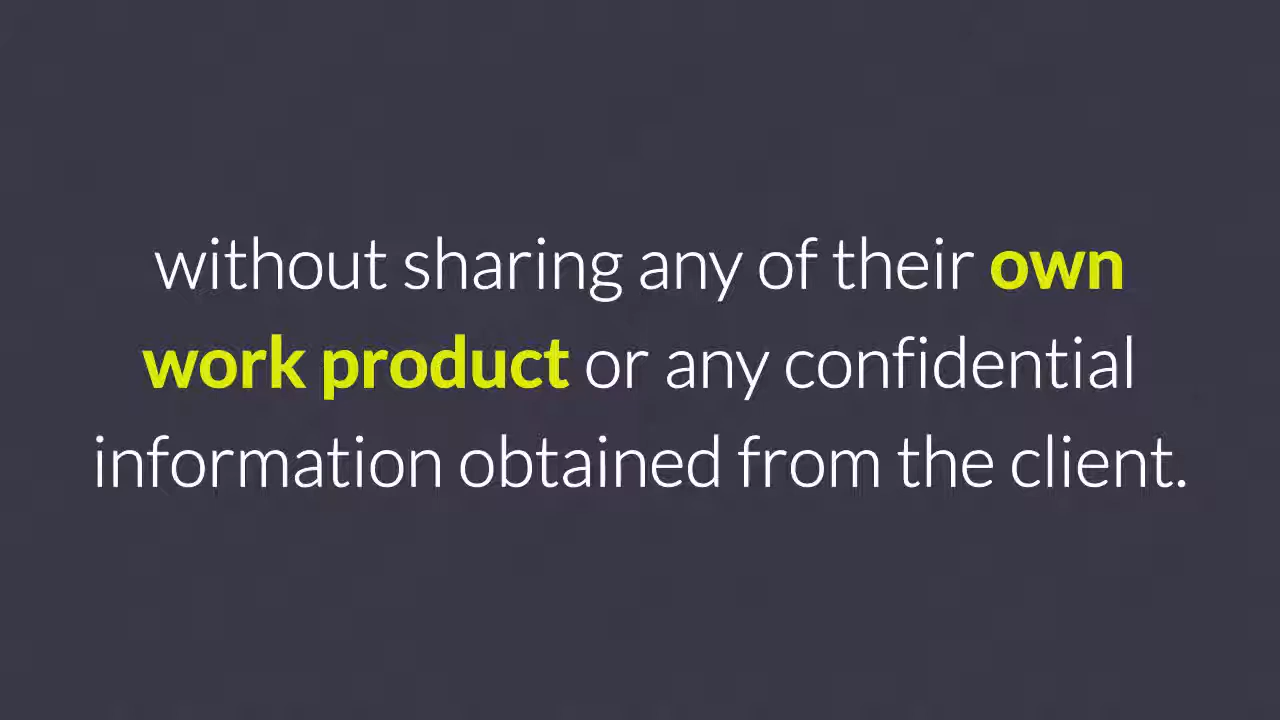 without sharing any of their own
work product or any confidential
information obtained from the client.